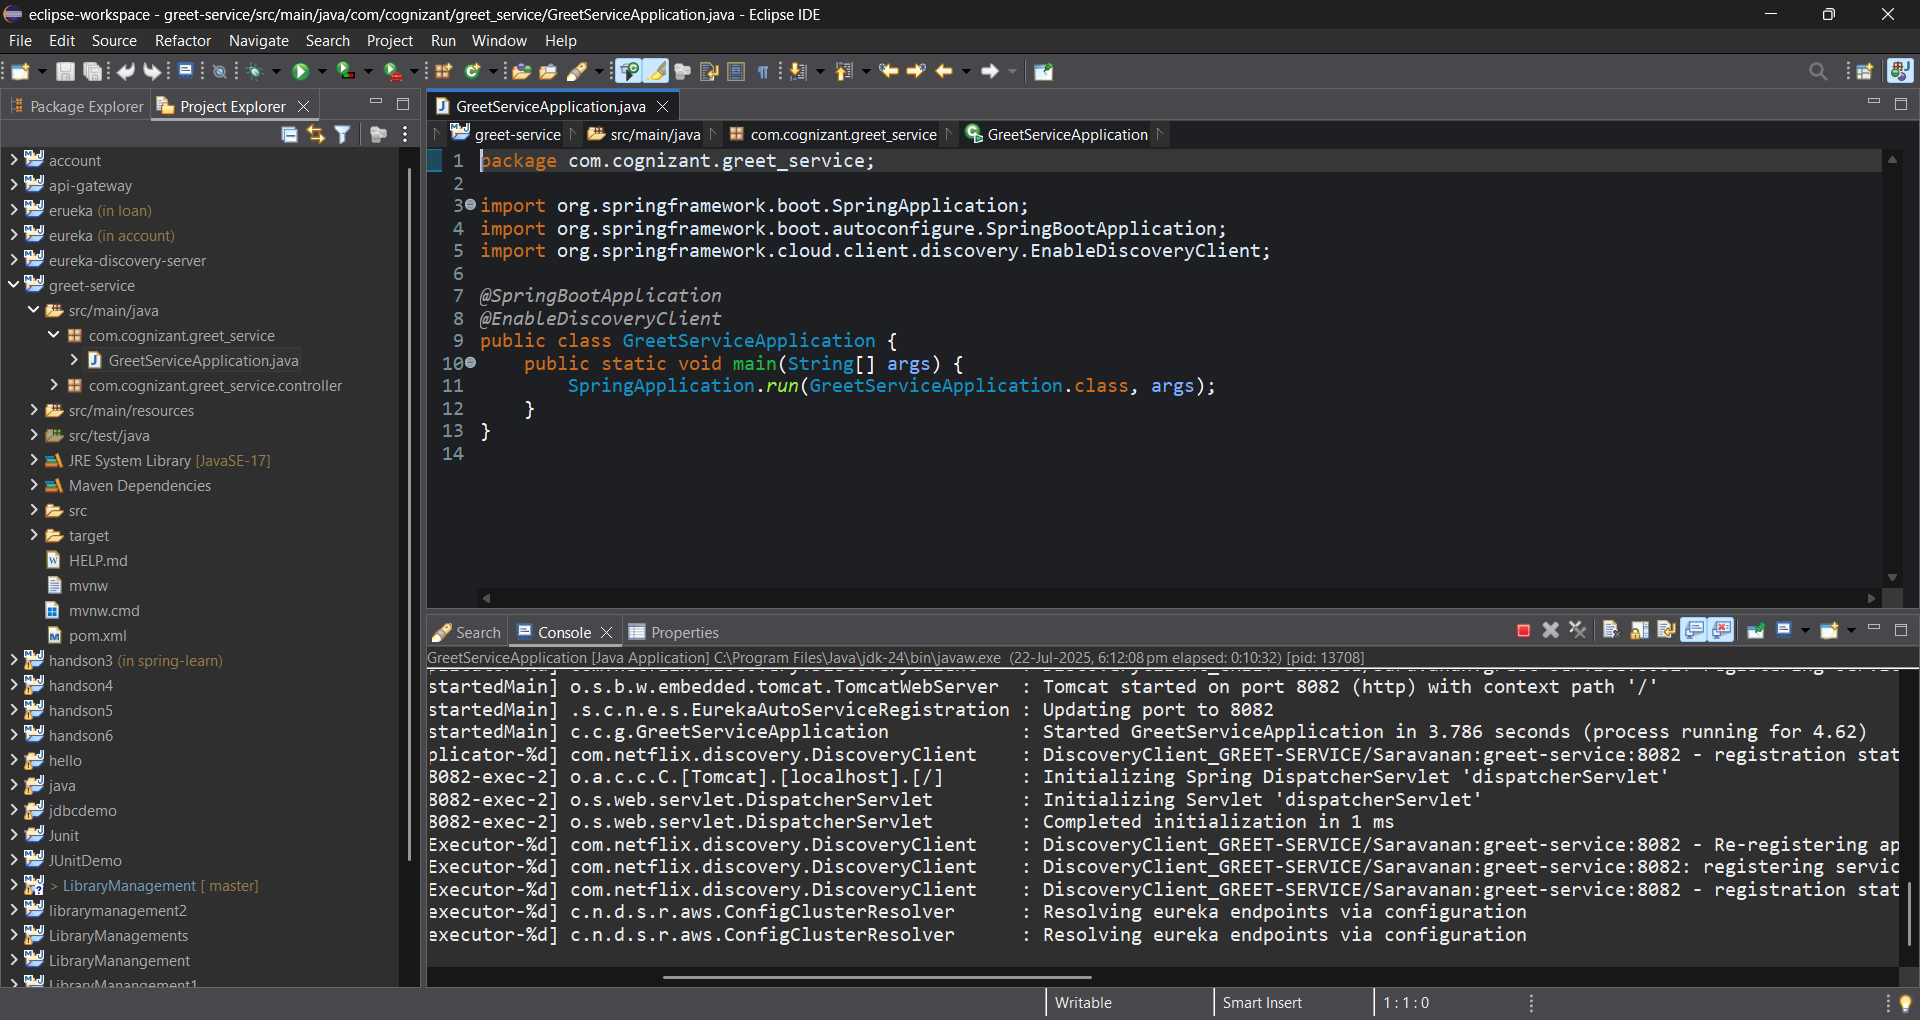 eclipse-workspace - greet-service/src/main/java/com/cognizant/greet_service/GreetServiceApplication.java - Eclipse IDE
File Edit Source Refactor Navigate Search Project Run Window Help
Package Explorer Project Explorer
account
api-gateway
erueka (in loan)
eureka (in account)
eureka-discovery-server
greet-service
src/main/java
com.cognizant.greet_service
GreetServiceApplication.java
com.cognizant.greet_service.controller
src/main/resources
src/test/java
JRE System Library [JavaSE-17]
Maven Dependencies
src
target
HELP.md
mvnw
mvnw.cmd
pom.xml
handson3 (in spring-learn)
handson4
handson5
handson6
hello
java
jdbcdemo
Junit
JUnitDemo
> LibraryManagement [ master]
librarymanagement2
LibraryManagements
LibraryManangement
LibraryManangement1
GreetServiceApplication.java
greet-service src/main/java com.cognizant.greet_service GreetServiceApplication
1 package com.cognizant.greet_service;
2
3 import org.springframework.boot.SpringApplication;
4 import org.springframework.boot.autoconfigure.SpringBootApplication;
5 import org.springframework.cloud.client.discovery.EnableDiscoveryClient;
6
7 @SpringBootApplication
8 @EnableDiscoveryClient
9 public class GreetServiceApplication {
10 public static void main(String[] args) {
11 SpringApplication.run(GreetServiceApplication.class, args);
12 }
13 }
14
Search Console Properties
GreetServiceApplication [Java Application] C:\Program Files\Java\jdk-24\bin\javaw.exe (22-Jul-2025, 6:12:08 pm elapsed: 0:10:32) [pid: 13708]
startedMain] o.s.b.w.embedded.tomcat.TomcatWebServer : Tomcat started on port 8082 (http) with context path '/'
startedMain] .s.c.n.e.s.EurekaAutoServiceRegistration : Updating port to 8082
startedMain] c.c.g.GreetServiceApplication : Started GreetServiceApplication in 3.786 seconds (process running for 4.62)
plicator-%d] com.netflix.discovery.DiscoveryClient : DiscoveryClient_GREET-SERVICE/Saravanan:greet-service:8082 - registration stat
8082-exec-2] o.a.c.c.C.[Tomcat].[localhost].[/] : Initializing Spring DispatcherServlet 'dispatcherServlet'
8082-exec-2] o.s.web.servlet.DispatcherServlet : Initializing Servlet 'dispatcherServlet'
8082-exec-2] o.s.web.servlet.DispatcherServlet : Completed initialization in 1 ms
Executor-%d] com.netflix.discovery.DiscoveryClient : DiscoveryClient_GREET-SERVICE/Saravanan:greet-service:8082 - Re-registering ap
Executor-%d] com.netflix.discovery.DiscoveryClient : DiscoveryClient_GREET-SERVICE/Saravanan:greet-service:8082: registering servic
Executor-%d] com.netflix.discovery.DiscoveryClient : DiscoveryClient_GREET-SERVICE/Saravanan:greet-service:8082 - registration stat
executor-%d] c.n.d.s.r.aws.ConfigClusterResolver : Resolving eureka endpoints via configuration
executor-%d] c.n.d.s.r.aws.ConfigClusterResolver : Resolving eureka endpoints via configuration
Writable Smart Insert 1 : 1 : 0